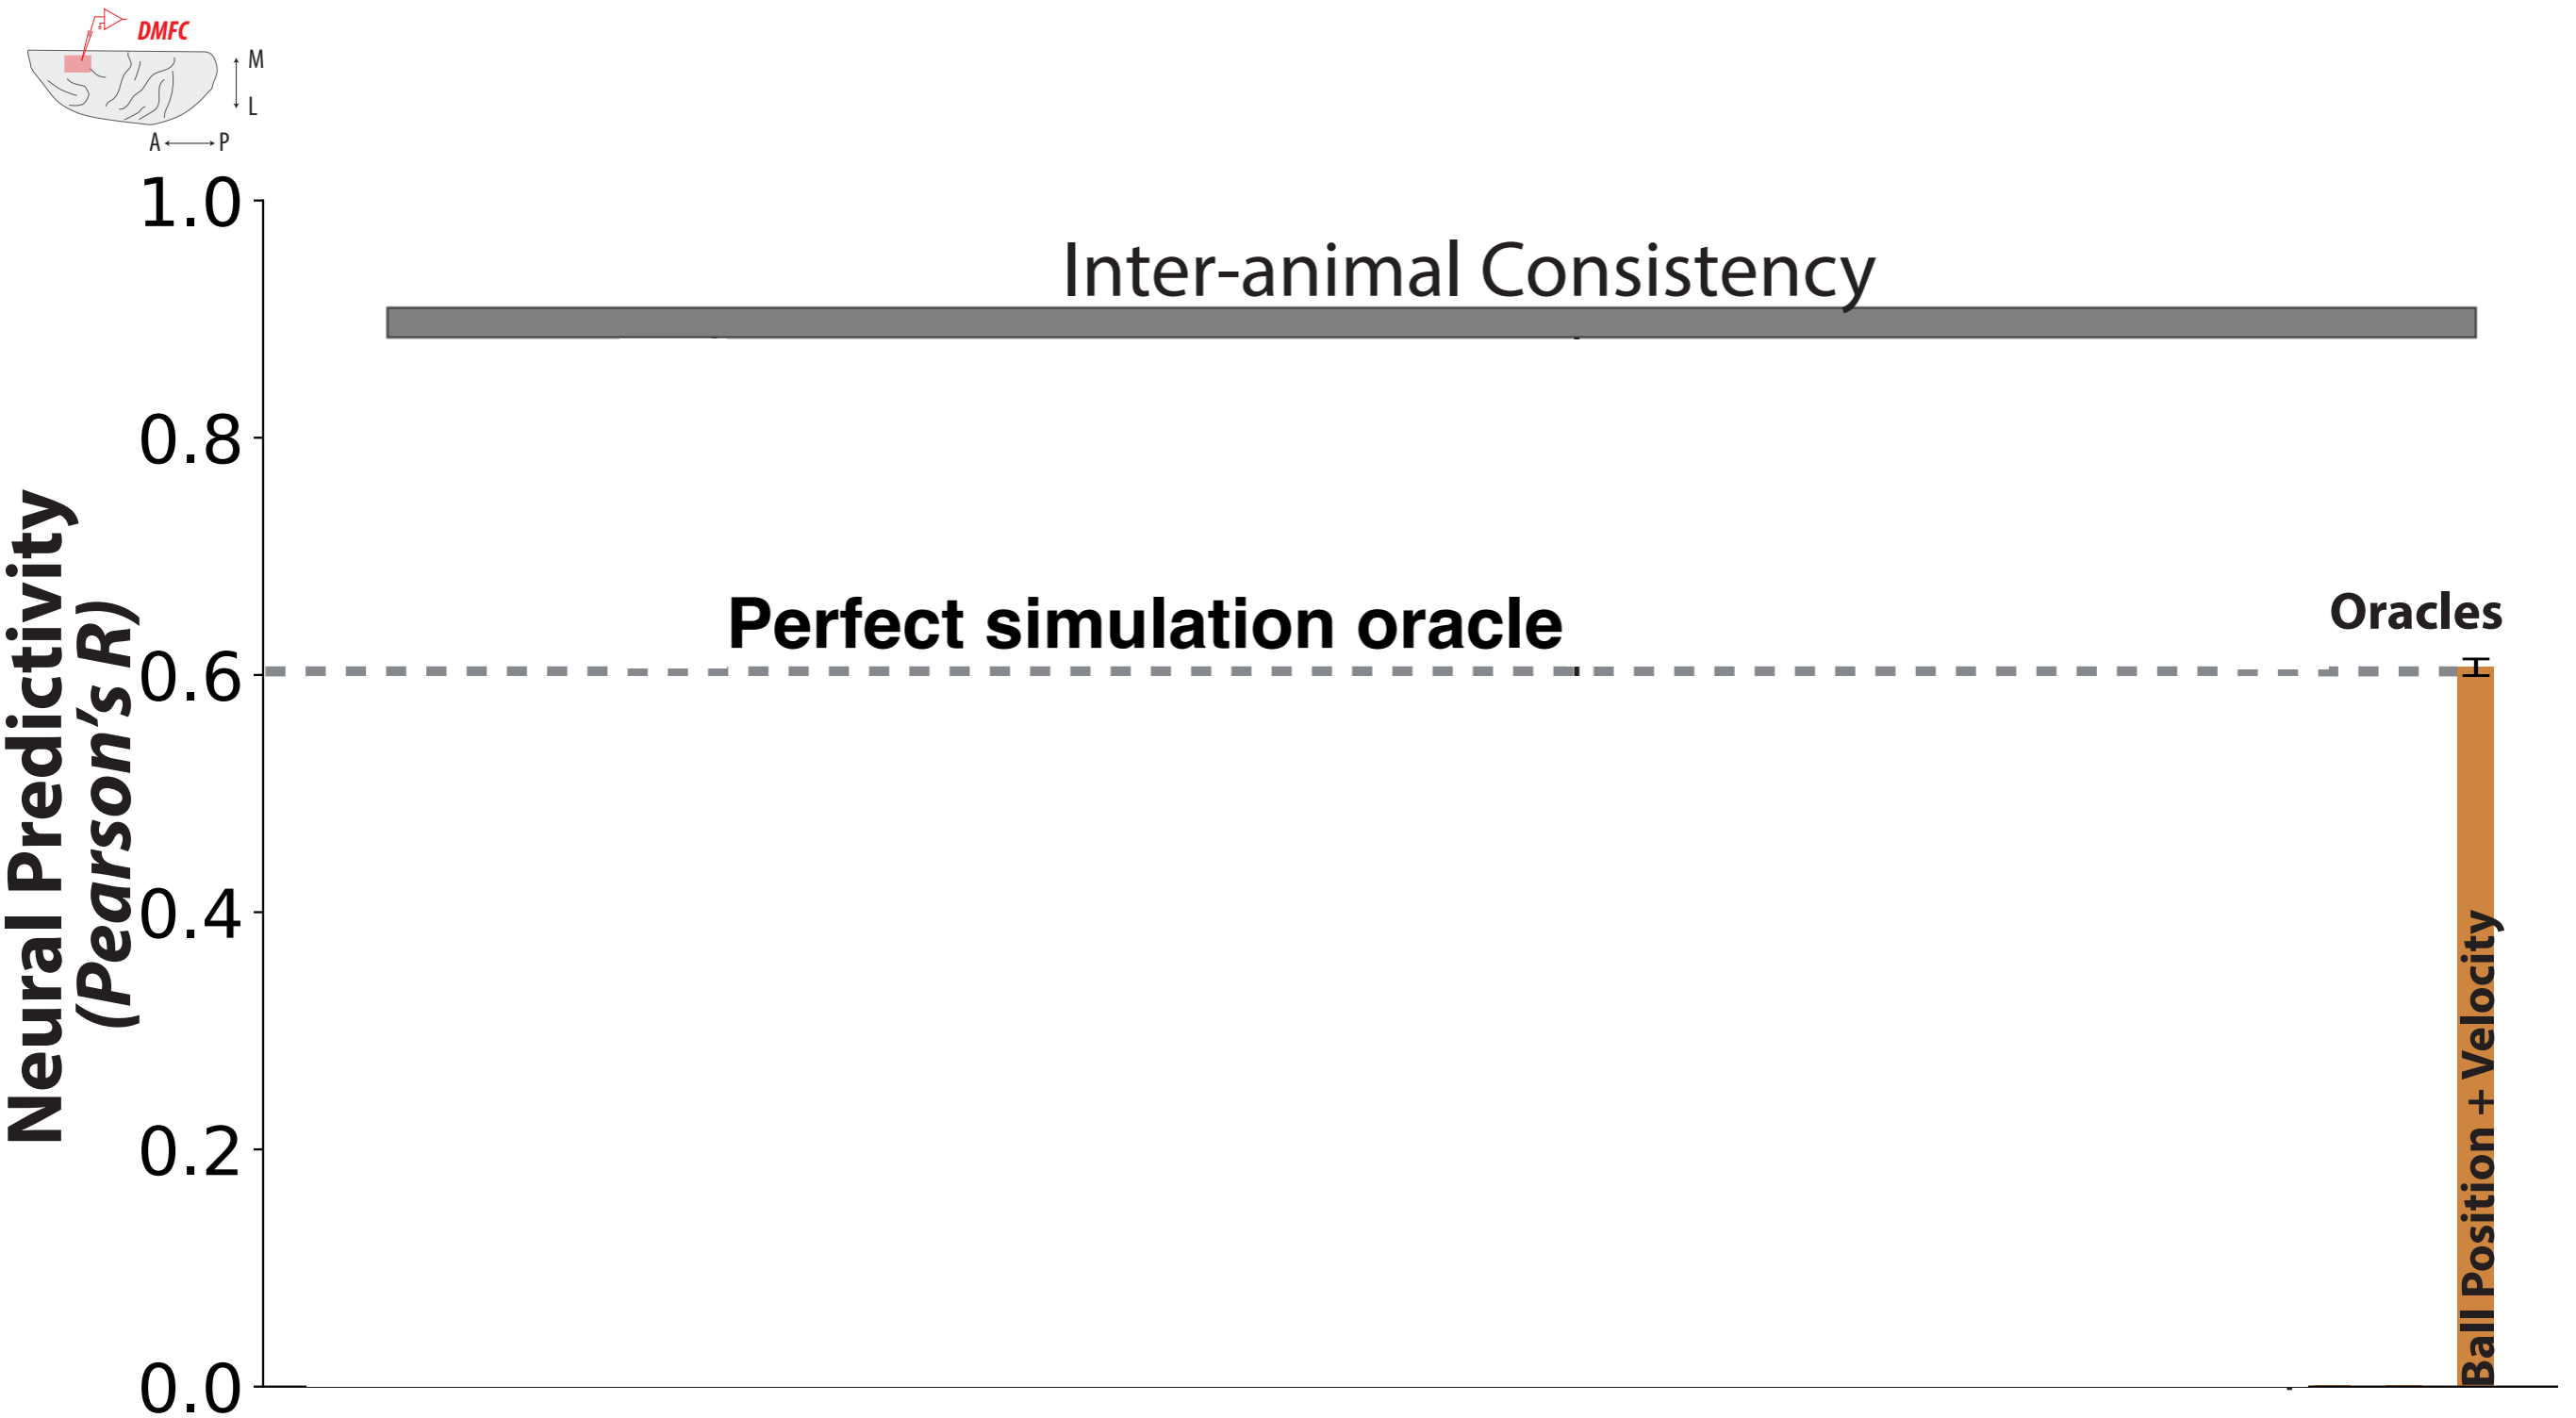 DMFC
M
L
A
P
1.0
Inter-animal Consistency
0.8
Perfect simulation oracle
Oracles
0.6
0.4
0.2
0.0
Neural Predictivity
(Pearson's R)
Ball Position + Velocity